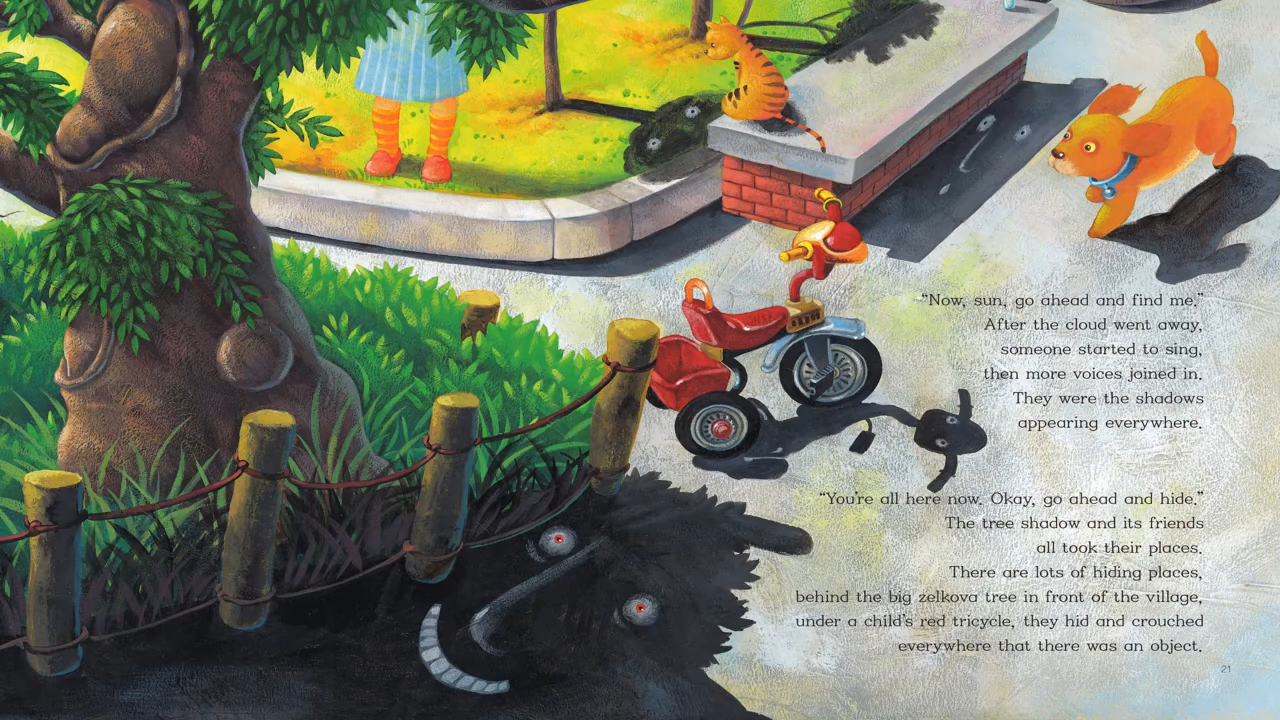 “Now, sun, go ahead and find me.”
After the cloud went away,
someone started to sing,
then more voices joined in.
They were the shadows
appearing everywhere.
“You’re all here now. Okay, go ahead and hide.”
The tree shadow and its friends
all took their places.
There are lots of hiding places,
behind the big zelkova tree in front of the village,
under a child’s red tricycle, they hid and crouched
everywhere that there was an object.
21